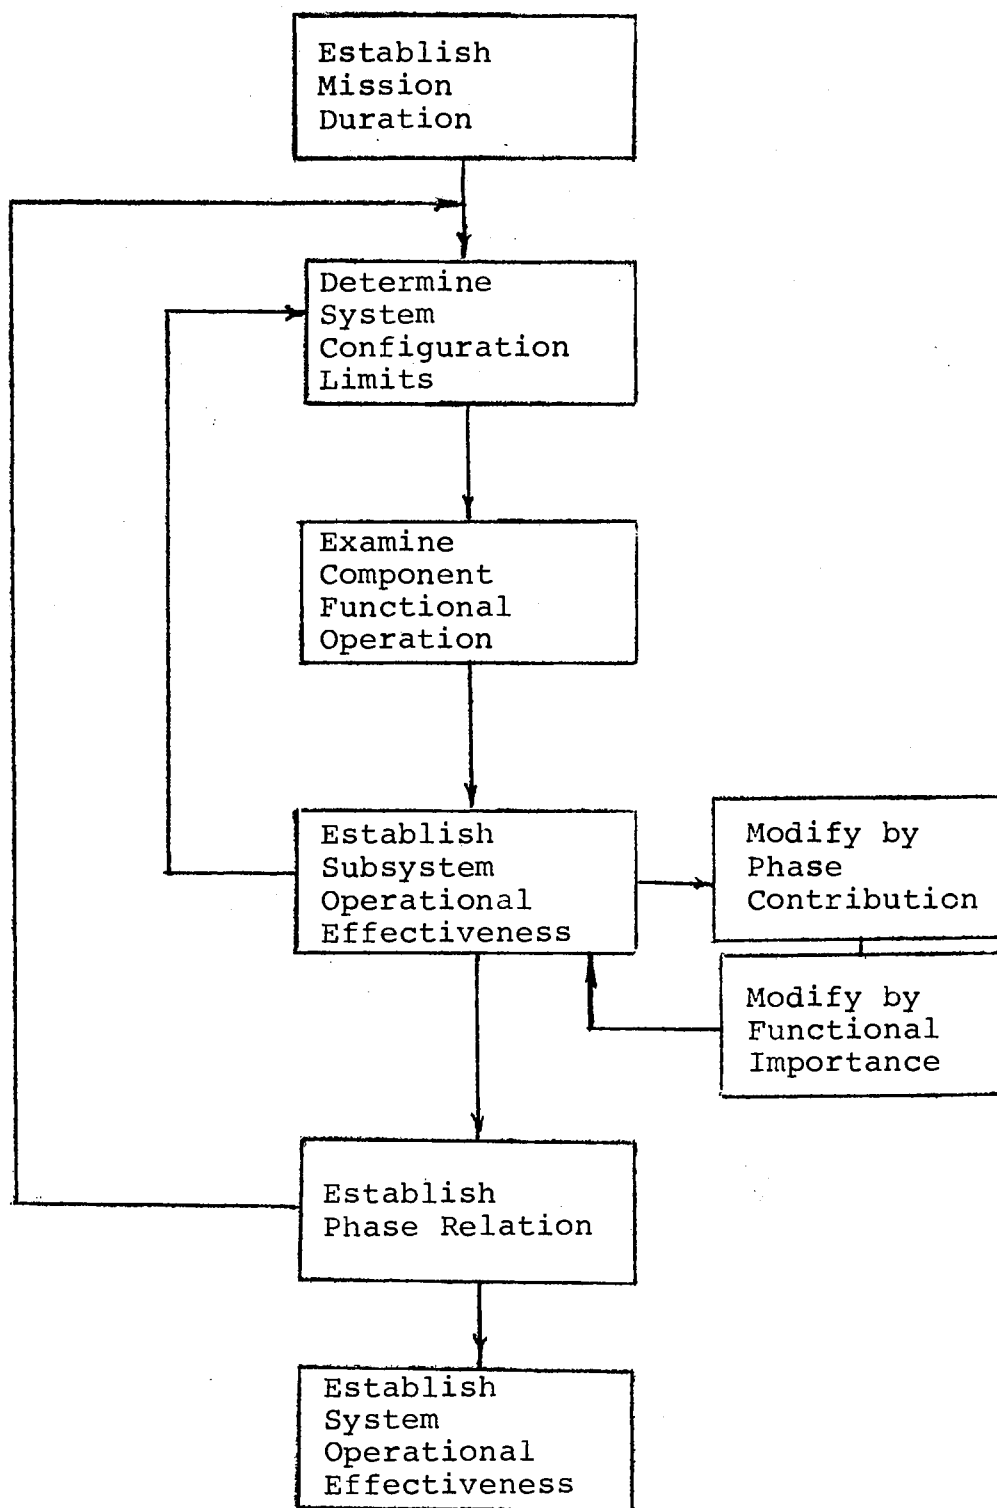 Establish
Mission
Duration
Determine
System
Configuration
Limits
Examine
Component
Functional
Operation
Establish
Subsystem
Operational
Effectiveness
Modify by
Phase
Contribution
Modify by
Functional
Importance
Establish
Phase Relation
Establish
System
Operational
Effectiveness